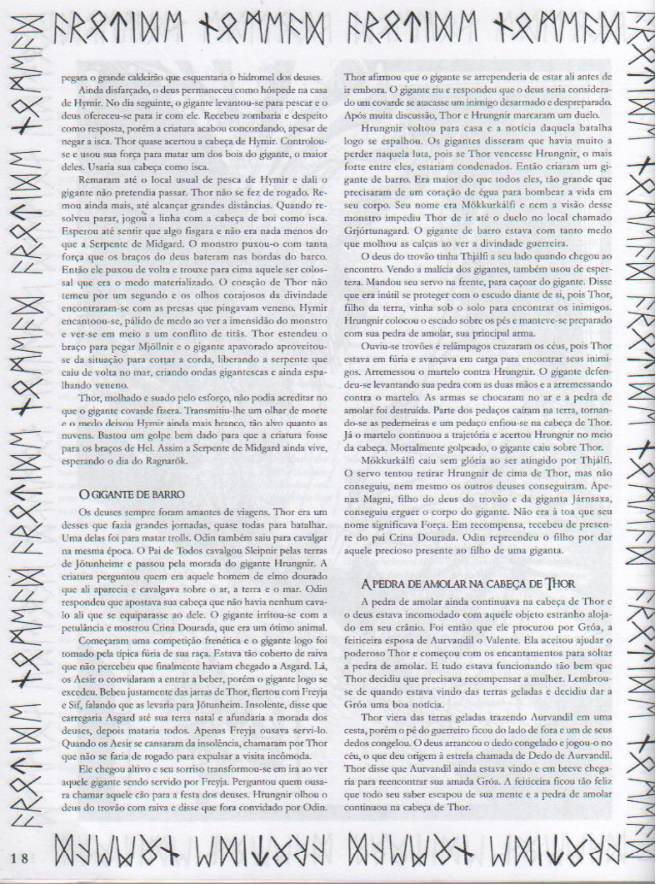 pegara o grande caldeirão que esquentaria o hidromel dos deuses.
Ainda disfarçado, o deus permaneceu como hóspede na casa
de Hymir. No dia seguinte, o gigante levantou-se para pescar e o
deus ofereceu-se para ir com ele. Recebeu zombaria e despeito
como resposta, porém a criatura acabou concordando, apesar de
negar a isca. Thor quase acertou a cabeça de Hymir. Controlou-
se e usou sua força para matar um dos bois do gigante, o maior
deles. Usaria sua cabeça como isca.
Remaram até o local usual de pesca de Hymir e dali o
gigante não pretendia passar. Thor não se fez de rogado. Re-
mou ainda mais, até alcançar grandes distâncias. Quando re-
solveu parar, jogou a linha com a cabeça de boi como isca.
Esperou até sentir que algo fisgara e não era nada menos do
que a Serpente de Midgard. O monstro puxou-o com tanta
força que os braços do deus bateram nas bordas do barco.
Então ele puxou de volta e trouxe para cima aquele ser colos-
sal que era o medo materializado. O coração de Thor não
temeu por um segundo e os olhos corajosos da divindade
encontraram-se com as presas que pingavam veneno. Hymir
encantoou-se, pálido de medo ao ver a imensidão do monstro
e ver-se em meio a um conflito de titãs. Thor estendeu o
braço para pegar Mjöllnir e o gigante apavorado aproveitou-
se da situação para cortar a corda, liberando a serpente que
caiu de volta no mar, criando ondas gigantescas e ainda espa-
lhando veneno.
Thor, molhado e suado pelo esforço, não podia acreditar no
que o gigante covarde fizera. Transmitiu-lhe um olhar de morte
e o medo deixou Hymir ainda mais branco, tão alvo quanto as
nuvens. Bastou um golpe bem dado para que a criatura fosse
para os braços de Hel. Assim a Serpente de Midgard ainda vive,
esperando o dia do Ragnarök.
O GIGANTE DE BARRO
Os deuses sempre foram amantes de viagens. Thor era um
desses que fazia grandes jornadas, quase todas para batalhar.
Uma delas foi para matar trolls. Odin também saiu para cavalgar
na mesma época. O Pai de Todos cavalgou Sleipnir pelas terras
de Jötunheimr e passou pela morada do gigante Hrungnir. A
criatura perguntou quem era aquele homem de elmo dourado
que ali aparecia e cavalgava sobre o ar, a terra e o mar. Odin
respondeu que apostava sua cabeça que não havia nenhum cava-
lo ali que se equiparasse ao dele. O gigante irritou-se com a
petulância e mostrou Crina Dourada, que era um ótimo animal.
Começaram uma competição frenética e o gigante logo foi
tomado pela típica fúria de sua raça. Estava tão coberto de raiva
que não percebeu que finalmente haviam chegado a Asgard. Lá,
os Aesir o convidaram a entrar a beber, porém o gigante logo se
excedeu. Bebeu justamente das jarras de Thor, flertou com Freyja
e Sif, falando que as levaria para Jötunheim. Insolente, disse que
carregaria Asgard até sua terra natal e afundaria a morada dos
deuses, depois mataria todos. Apenas Freyja ousava servi-lo.
Quando os Aesir se cansaram da insolência, chamaram por Thor
que não se faria de rogado para expulsar a visita incômoda.
Ele chegou altivo e seu sorriso transformou-se em ira ao ver
aquele gigante sendo servido por Freyja. Perguntou quem ousa-
ra chamar aquele cão para a festa dos deuses. Hrungnir olhou o
deus do trovão com raiva e disse que fora convidado por Odin.
Thor afirmou que o gigante se arrependeria de estar ali antes de
ir embora. O gigante riu e respondeu que o deus seria considera-
do um covarde se atacasse um inimigo desarmado e despreparado.
Após muita discussão, Thor e Hrungnir marcaram um duelo.
Hrungnir voltou para casa e a notícia daquela batalha
logo se espalhou. Os gigantes disseram que havia muito a
perder naquela luta, pois se Thor vencesse Hrungnir, o mais
forte entre eles, estariam condenados. Então criaram um gi-
gante de barro. Era maior do que todos eles, tão grande que
precisaram de um coração de égua para bombear a vida em
seu corpo. Seu nome era Mökkurkálfi e nem a visão desse
monstro impediu Thor de ir até o duelo no local chamado
Grjórtunagard. O gigante de barro estava com tanto medo
que molhou as calças ao ver a divindade guerreira.
O deus do trovão tinha Thjálfi a seu lado quando chegou ao
encontro. Vendo a malícia dos gigantes, também usou de esper-
teza. Mandou seu servo na frente, para caçoar do gigante. Disse
que era inútil se proteger com o escudo diante de si, pois Thor,
filho da terra, vinha sob o solo para encontrar os inimigos.
Hrungnir colocou o escudo sobre os pés e manteve-se preparado
com sua pedra de amolar, sua principal arma.
Ouviu-se trovões e relâmpagos cruzaram os céus, pois Thor
estava em fúria e avançava em carga para encontrar seus inimi-
gos. Arremessou o martelo contra Hrungnir. O gigante defen-
deu-se levantando sua pedra com as duas mãos e a arremessando
contra o martelo. As armas se chocaram no ar e a pedra de
amolar foi destruída. Parte dos pedaços caíram na terra, tornan-
do-se as pederneiras e um pedaço enfiou-se na cabeça de Thor.
Já o martelo continuou a trajetória e acertou Hrungnir no meio
da cabeça. Mortalmente golpeado, o gigante caiu sobre Thor.
Mökkurkálfi caiu sem glória ao ser atingido por Thjálfi.
O servo tentou retirar Hrungnir de cima de Thor, mas não
conseguiu, nem mesmo os outros deuses conseguiram. Ape-
nas Magni, filho do deus do trovão e da giganta Járnsaxa,
conseguiu erguer o corpo do gigante. Não era à toa que seu
nome significava Força. Em recompensa, recebeu de presen-
te do pai Crina Dourada. Odin repreendeu o filho por dar
aquele precioso presente ao filho de uma giganta.
A PEDRA DE AMOLAR NA CABEÇA DE THOR
A pedra de amolar ainda continuava na cabeça de Thor e
o deus estava incomodado com aquele objeto estranho aloja-
do em seu crânio. Foi então que ele procurou por Gróa, a
feiticeira esposa de Aurvandil o Valente. Ela aceitou ajudar o
poderoso Thor e começou com os encantamentos para soltar
a pedra de amolar. E tudo estava funcionando tão bem que
Thor decidiu que precisava recompensar a mulher. Lembrou-
se de quando estava vindo das terras geladas e decidiu dar a
Gróa uma boa notícia.
Thor viera das terras geladas trazendo Aurvandil em uma
cesta, porém o pé do guerreiro ficou do lado de fora e um de seus
dedos congelou. O deus arrancou o dedo congelado e jogou-o no
céu, o que deu origem à estrela chamada de Dedo de Aurvandil.
Thor disse que Aurvandil ainda estava vindo e em breve chega-
ria para reencontrar sua amada Gróa. A feiticeira ficou tão feliz
que todo seu saber escapou de sua mente e a pedra de amolar
continuou na cabeça de Thor.
18